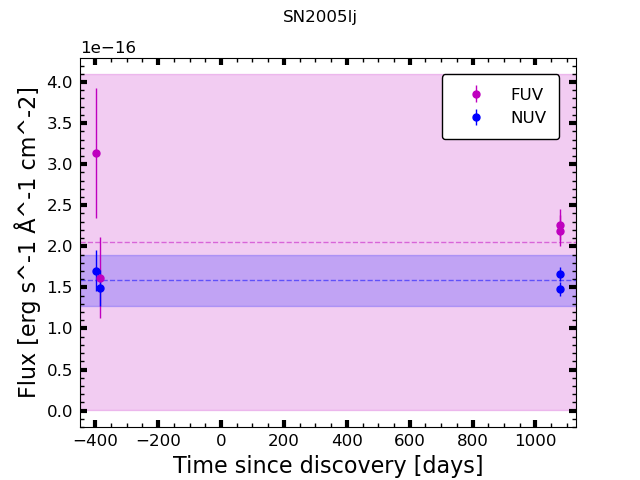 SN2005lj
1e−16
Flux [erg s^-1 Å^-1 cm^-2]
4.0
3.5
3.0
2.5
2.0
1.5
1.0
0.5
0.0
FUV
NUV
−400 −200 0 200 400 600 800 1000
Time since discovery [days]